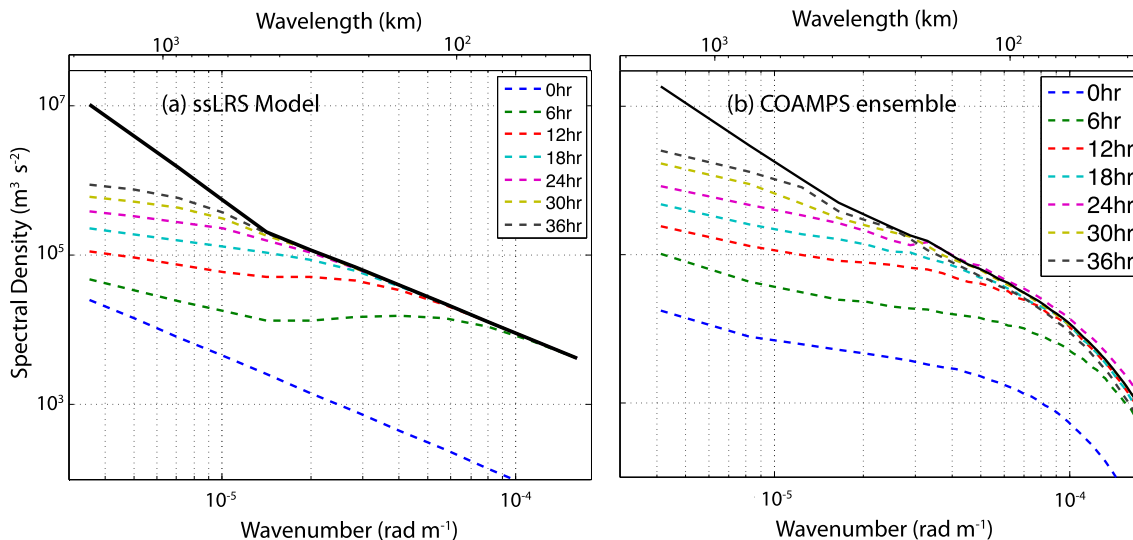 Wavelength (km)
10³ 10²
(a) ssLRS Model
0hr
6hr
12hr
18hr
24hr
30hr
36hr
10⁷
10⁵
10³
Spectral Density (m³ s⁻²)
10⁻⁵ 10⁻⁴
Wavenumber (rad m⁻¹)
Wavelength (km)
10³ 10²
(b) COAMPS ensemble
0hr
6hr
12hr
18hr
24hr
30hr
36hr
10⁻⁵ 10⁻⁴
Wavenumber (rad m⁻¹)